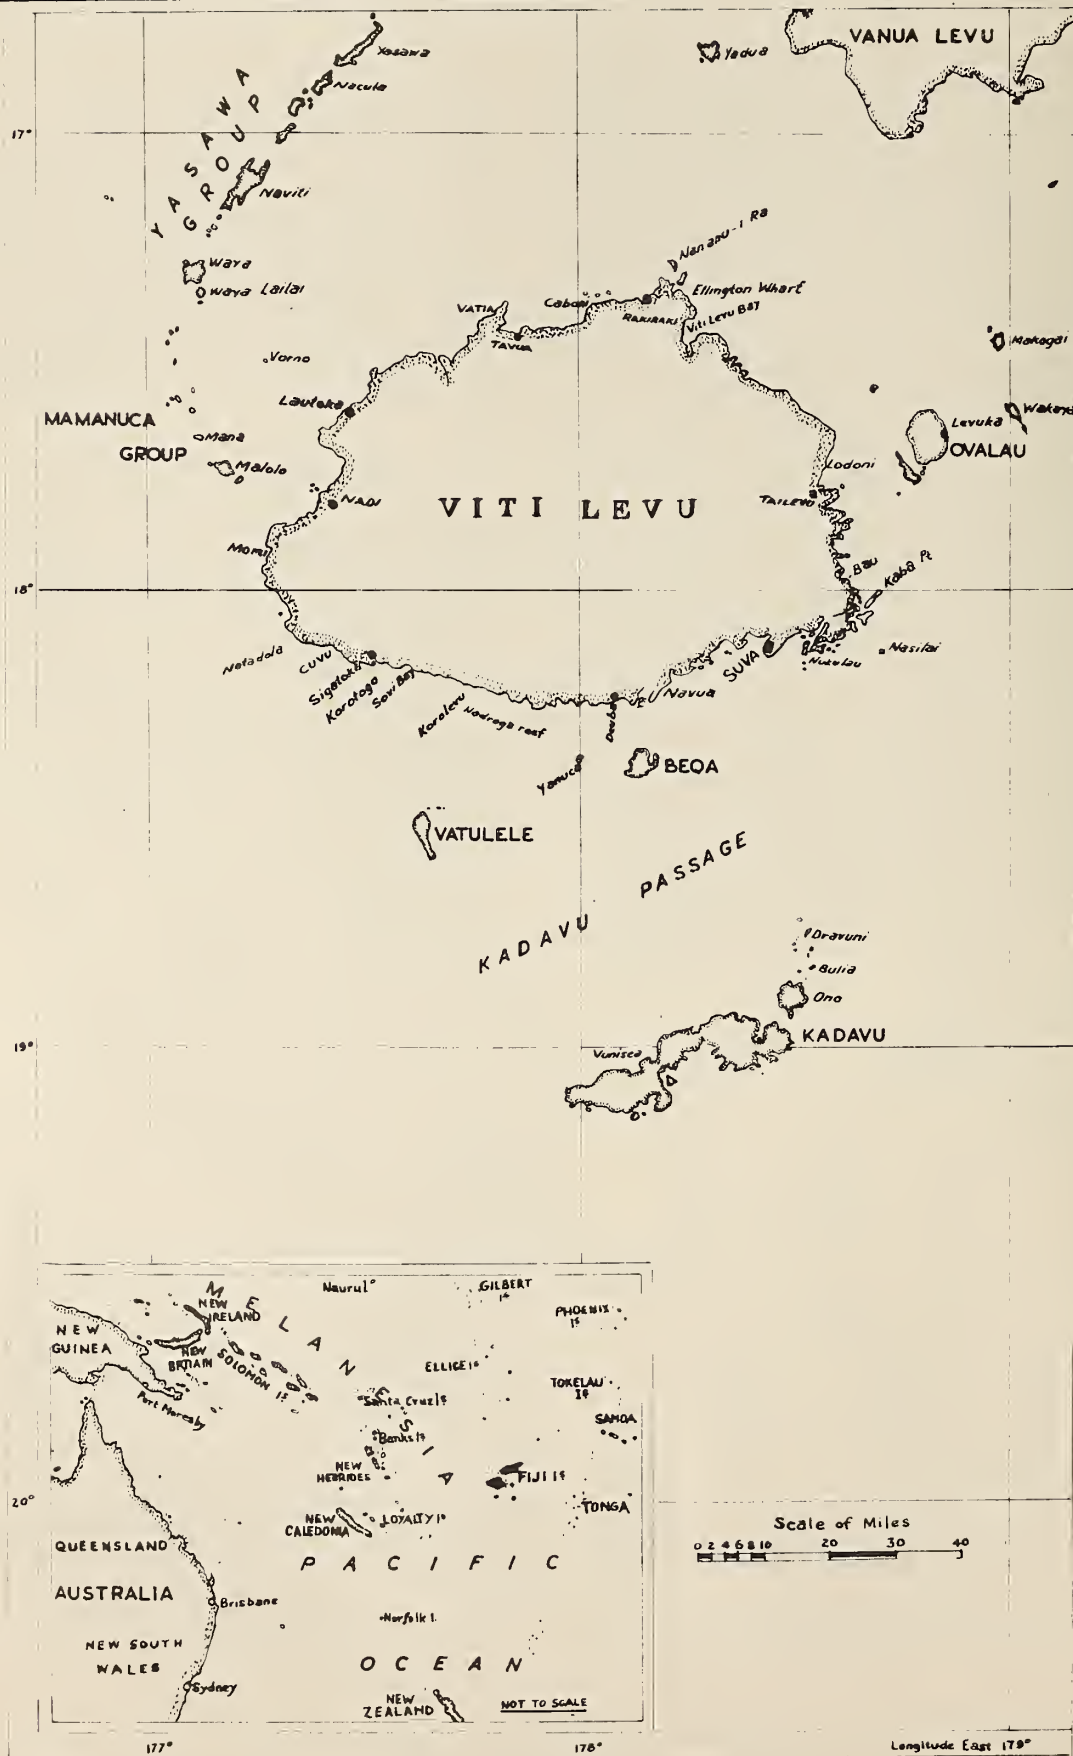 VANUA LEVU
Yasawa
Yadua
Nacula
17°
YASAWA
GROUP
Naviti
Nananu-i Ra
Waya
Waya Lailai
Ellington Wharf
VATIA
RAKIRAKI
Viti Levu Bay
TAVUA
Makogai
Vorno
Lautoka
MAMANUCA
GROUP
Mana
Malolo
Levuka
OVALAU
Lodoni
NADI
VITI LEVU
TAILEVU
Momi
Bau
Kaba Pt
18°
Natadola
CUVU
Sigatoka
Korotogo
Sovi Bay
Korolevu
Nadroga reef
Deuba
Navua
SUVA
Nukulau
Nasilai
Yanuca
BEQA
VATULELE
KADAVU PASSAGE
Dravuni
Bulia
Ono
19°
KADAVU
Vunisea
MELANESIA
Naurul°
GILBERT
Is
NEW
IRELAND
PHOENIX
Is
NEW
GUINEA
NEW
BRITAIN
SOLOMON Is
ELLICE Is
TOKELAU
Is
Port Moresby
Santa Cruz Is
SAMOA
Banks Is
NEW
HEBRIDES
FIJI Is
20°
TONGA
NEW
CALEDONIA
LOYALTY Is
QUEENSLAND
PACIFIC
AUSTRALIA
Brisbane
Norfolk I.
NEW SOUTH
WALES
OCEAN
Sydney
NEW
ZEALAND
NOT TO SCALE
Scale of Miles
0 2 4 6 8 10 20 30 40
177°
178°
Longitude East 179°